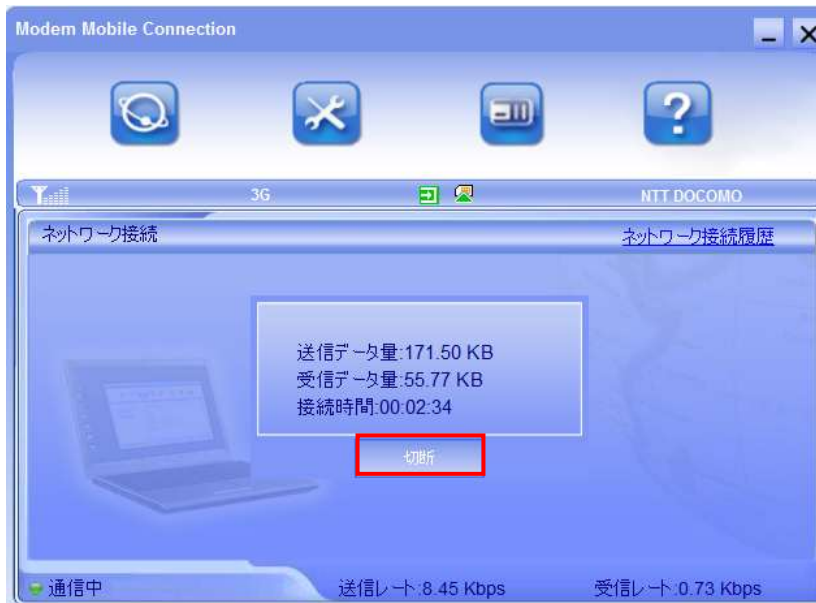 Modem Mobile Connection
3G
NTT DOCOMO
ネットワーク接続
ネットワーク接続履歴
送信データ量:171.50 KB
受信データ量:55.77 KB
接続時間:00:02:34
切断
通信中
送信レート:8.45 Kbps
受信レート:0.73 Kbps